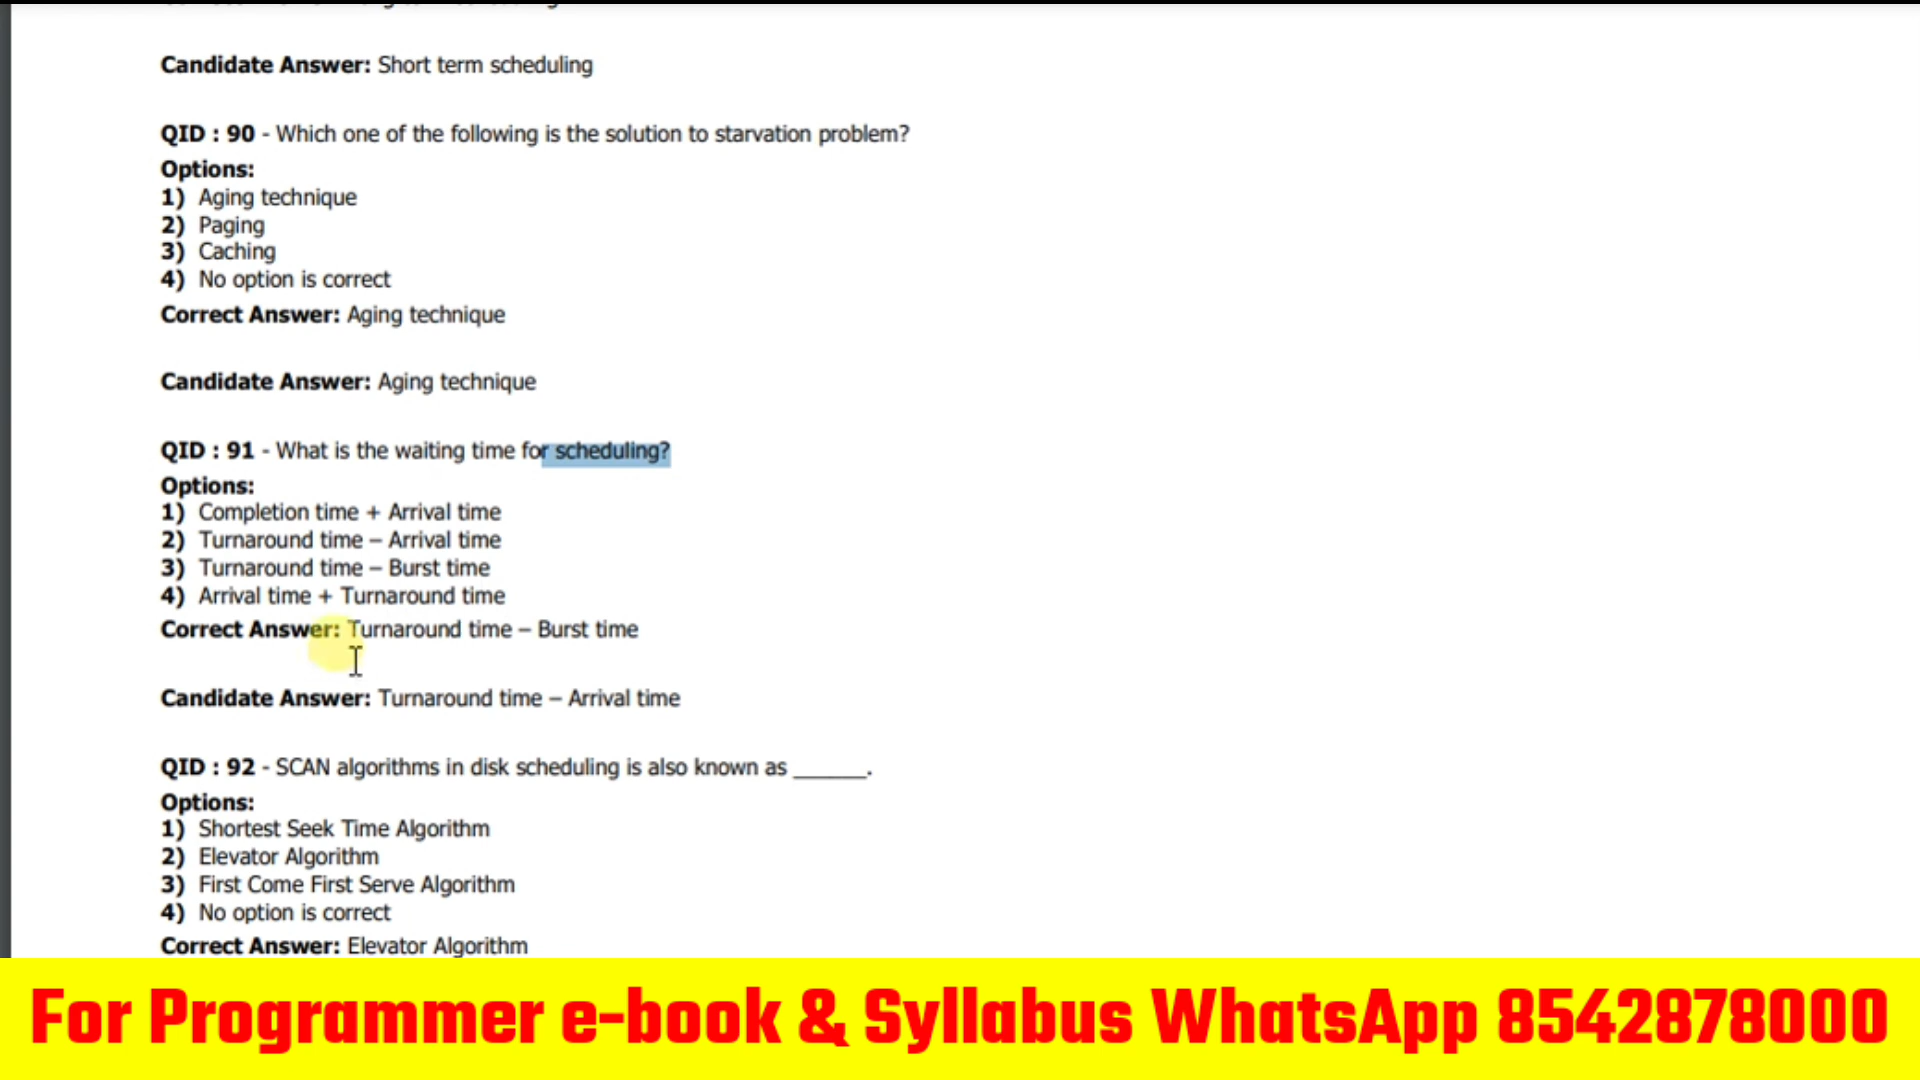 Candidate Answer: Short term scheduling
QID : 90 - Which one of the following is the solution to starvation problem?
Options:
1) Aging technique
2) Paging
3) Caching
4) No option is correct
Correct Answer: Aging technique
Candidate Answer: Aging technique
QID : 91 - What is the waiting time for scheduling?
Options:
1) Completion time + Arrival time
2) Turnaround time – Arrival time
3) Turnaround time – Burst time
4) Arrival time + Turnaround time
Correct Answer: Turnaround time – Burst time
Candidate Answer: Turnaround time – Arrival time
QID : 92 - SCAN algorithms in disk scheduling is also known as ______.
Options:
1) Shortest Seek Time Algorithm
2) Elevator Algorithm
3) First Come First Serve Algorithm
4) No option is correct
Correct Answer: Elevator Algorithm
For Programmer e-book & Syllabus WhatsApp 8542878000